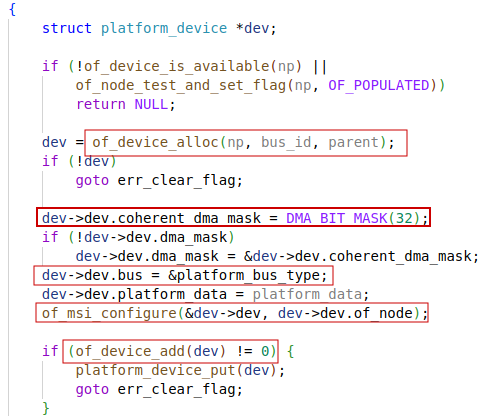 {
struct platform_device *dev;
if (!of_device_is_available(np) ||
of_node_test_and_set_flag(np, OF_POPULATED))
return NULL;
dev = of_device_alloc(np, bus_id, parent);
if (!dev)
goto err_clear_flag;
dev->dev.coherent_dma_mask = DMA_BIT_MASK(32);
if (!dev->dev.dma_mask)
dev->dev.dma_mask = &dev->dev.coherent_dma_mask;
dev->dev.bus = &platform_bus_type;
dev->dev.platform_data = platform_data;
of_msi_configure(&dev->dev, dev->dev.of_node);
if (of_device_add(dev) != 0) {
platform_device_put(dev);
goto err_clear_flag;
}